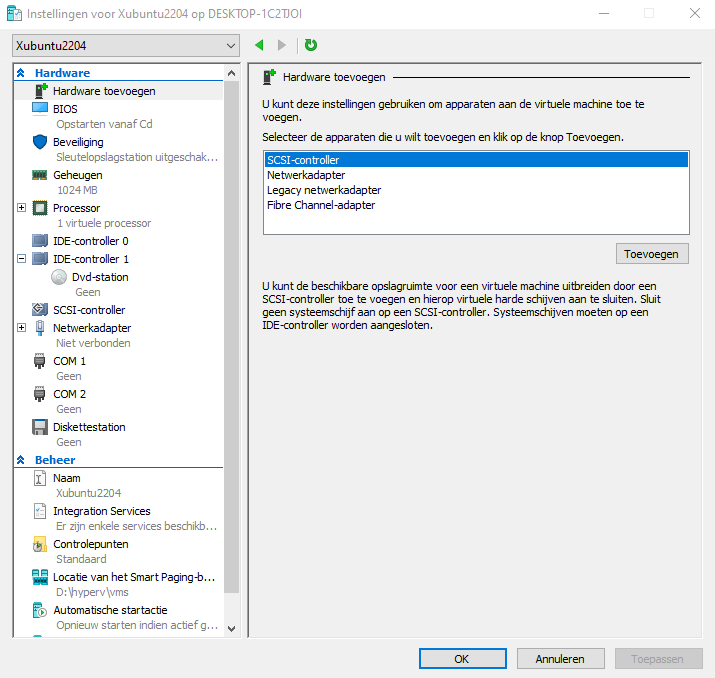 Instellingen voor Xubuntu2204 op DESKTOP-1C2TJOI
Xubuntu2204
Hardware
Hardware toevoegen
BIOS
Opstarten vanaf Cd
Beveiliging
Sleutelopslagstation uitgeschak...
Geheugen
1024 MB
Processor
1 virtuele processor
IDE-controller 0
IDE-controller 1
Dvd-station
Geen
SCSI-controller
Netwerkadapter
Niet verbonden
COM 1
Geen
COM 2
Geen
Diskettestation
Geen
Beheer
Naam
Xubuntu2204
Integration Services
Er zijn enkele services beschikb...
Controlepunten
Standaard
Locatie van het Smart Paging-b...
D:\hyperv\vms
Automatische startactie
Opnieuw starten indien actief g...
Hardware toevoegen
U kunt deze instellingen gebruiken om apparaten aan de virtuele machine toe te
voegen.
Selecteer de apparaten die u wilt toevoegen en klik op de knop Toevoegen.
SCSI-controller
Netwerkadapter
Legacy netwerkadapter
Fibre Channel-adapter
Toevoegen
U kunt de beschikbare opslagruimte voor een virtuele machine uitbreiden door een
SCSI-controller toe te voegen en hierop virtuele harde schijven aan te sluiten. Sluit
geen systeemschijf aan op een SCSI-controller. Systeemschijven moeten op een
IDE-controller worden aangesloten.
OK
Annuleren
Toepassen